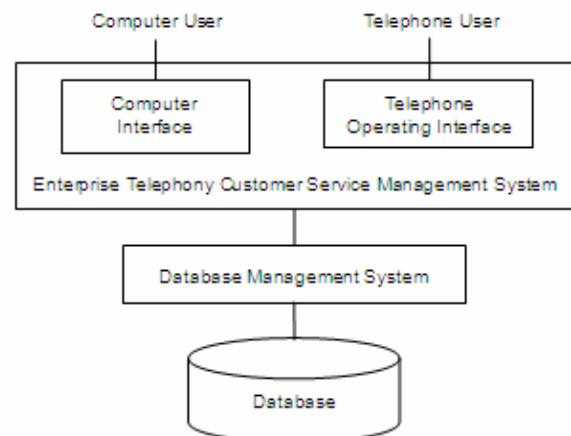 Computer User
Telephone User
Computer
Interface
Telephone
Operating Interface
Enterprise Telephony Customer Service Management System
Database Management System
Database